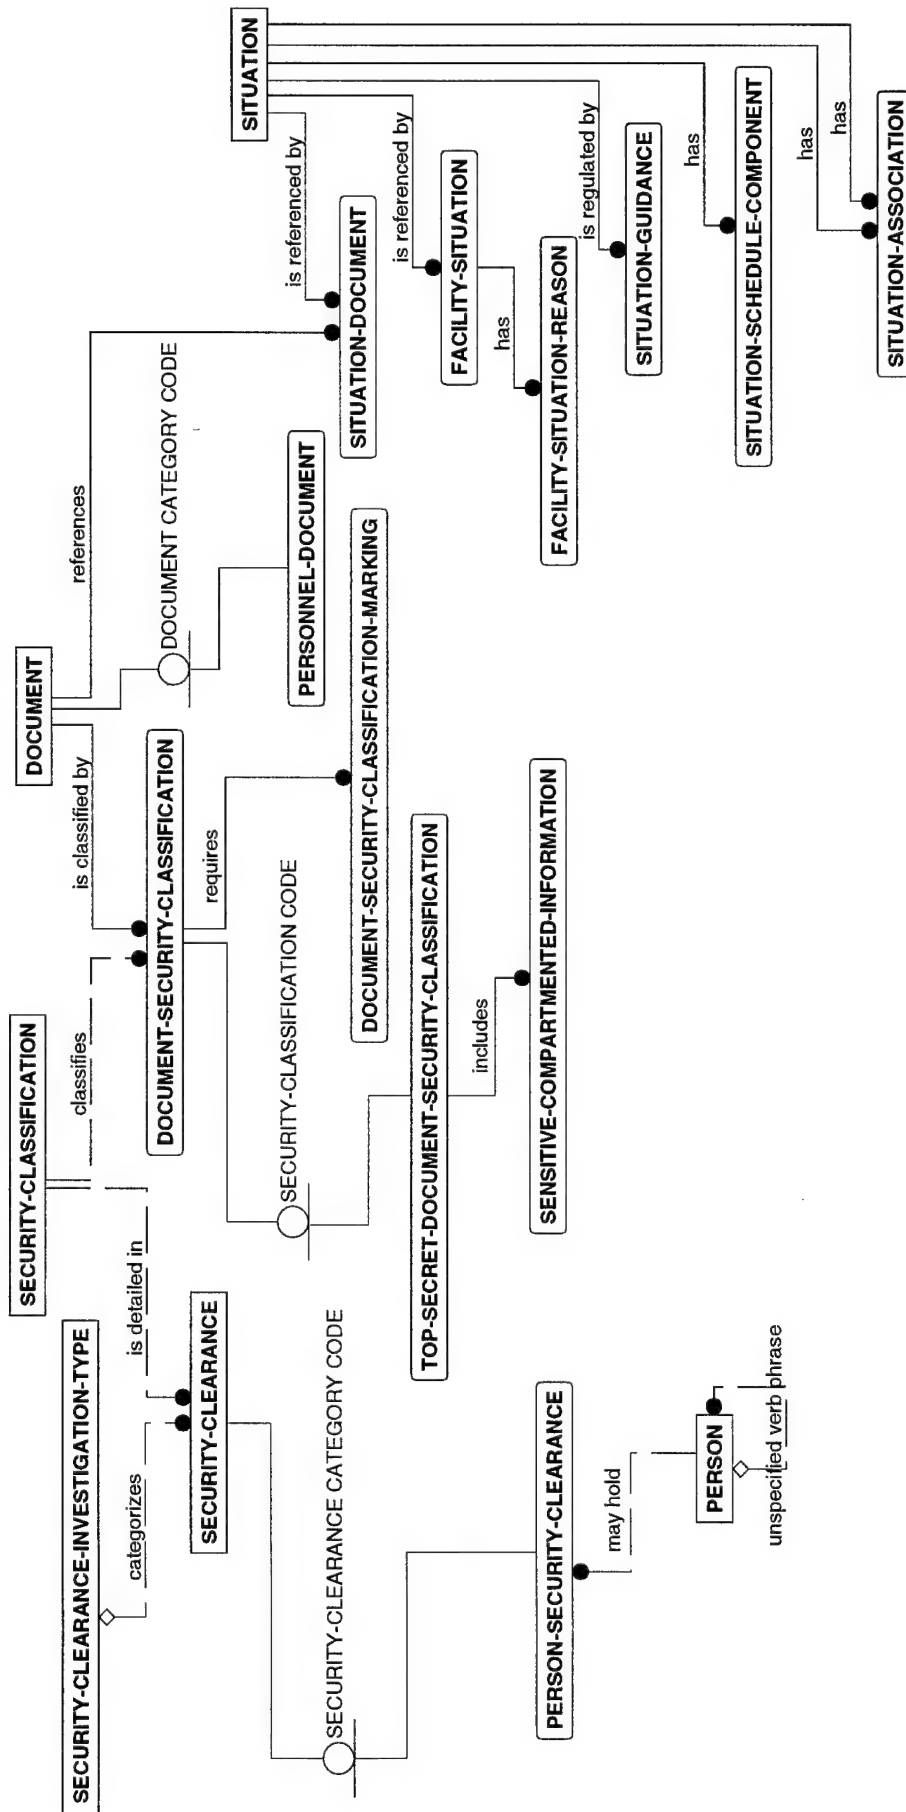 SECURITY-CLEARANCE-INVESTIGATION-TYPE
categorizes
SECURITY-CLASSIFICATION
is detailed in
classifies
SECURITY-CLEARANCE
SECURITY-CLEARANCE CATEGORY CODE
PERSON-SECURITY-CLEARANCE
may hold
PERSON
unspecified verb phrase
DOCUMENT
is classified by
references
DOCUMENT CATEGORY CODE
DOCUMENT-SECURITY-CLASSIFICATION
requires
PERSONNEL-DOCUMENT
SECURITY-CLASSIFICATION CODE
DOCUMENT-SECURITY-CLASSIFICATION-MARKING
TOP-SECRET-DOCUMENT-SECURITY-CLASSIFICATION
includes
SENSITIVE-COMPARTMENTED-INFORMATION
SITUATION
is referenced by
SITUATION-DOCUMENT
is referenced by
FACILITY-SITUATION
has
FACILITY-SITUATION-REASON
is regulated by
SITUATION-GUIDANCE
has
SITUATION-SCHEDULE-COMPONENT
has
has
SITUATION-ASSOCIATION